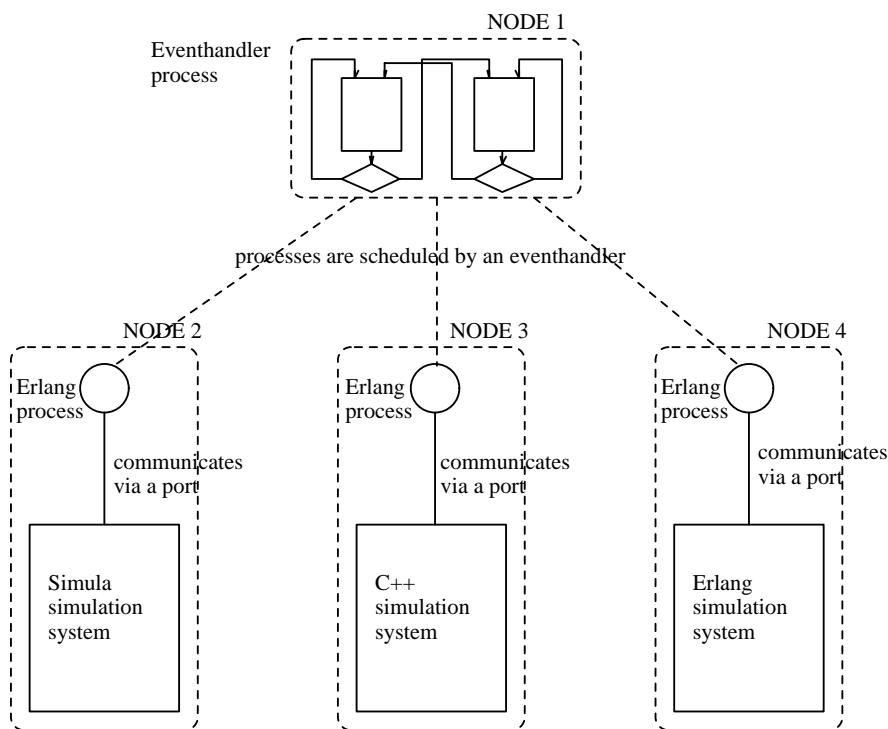 NODE 1
Eventhandler
process
processes are scheduled by an eventhandler
NODE 2
NODE 3
NODE 4
Erlang
process
Erlang
process
Erlang
process
communicates
via a port
communicates
via a port
communicates
via a port
Simula
simulation
system
C++
simulation
system
Erlang
simulation
system